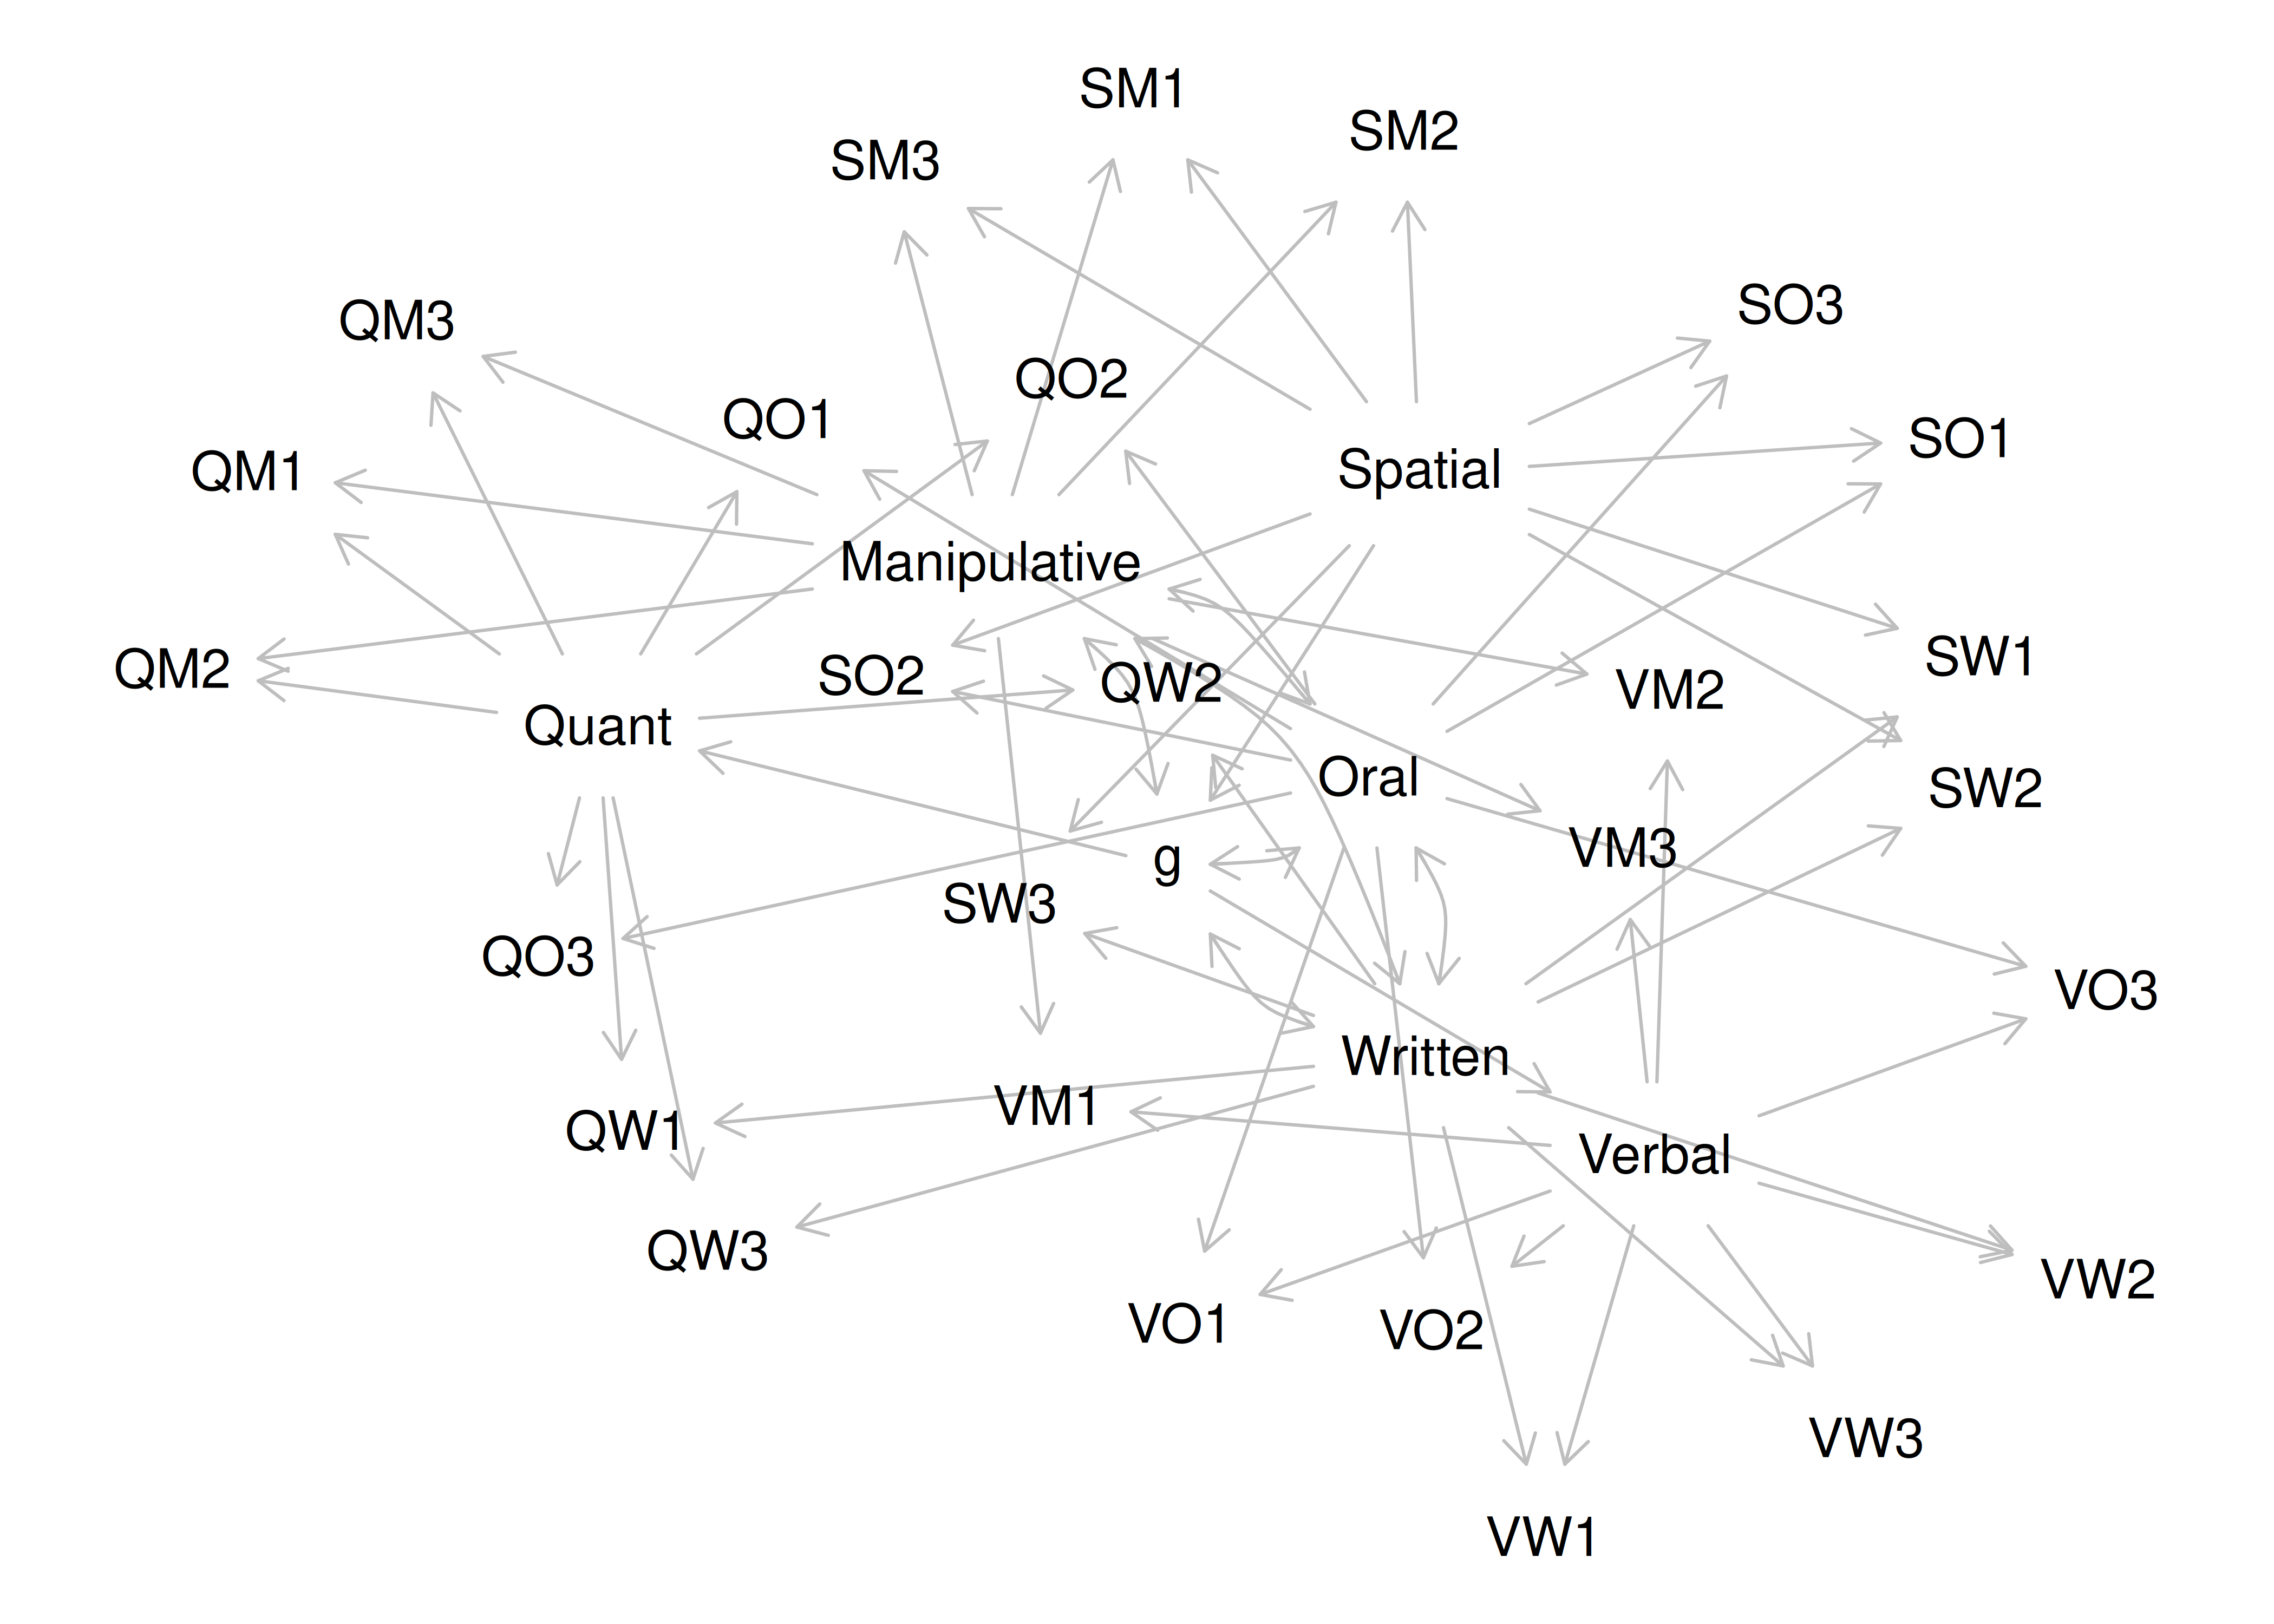 SM1
SM2
SM3
SO3
QM3
QO2
QO1
SO1
QM1
Spatial
Manipulative
SW1
QM2
SO2
QW2
VM2
Quant
Oral
SW2
VM3
g
SW3
QO3
VO3
Written
VM1
QW1
Verbal
QW3
VW2
VO1
VO2
VW3
VW1